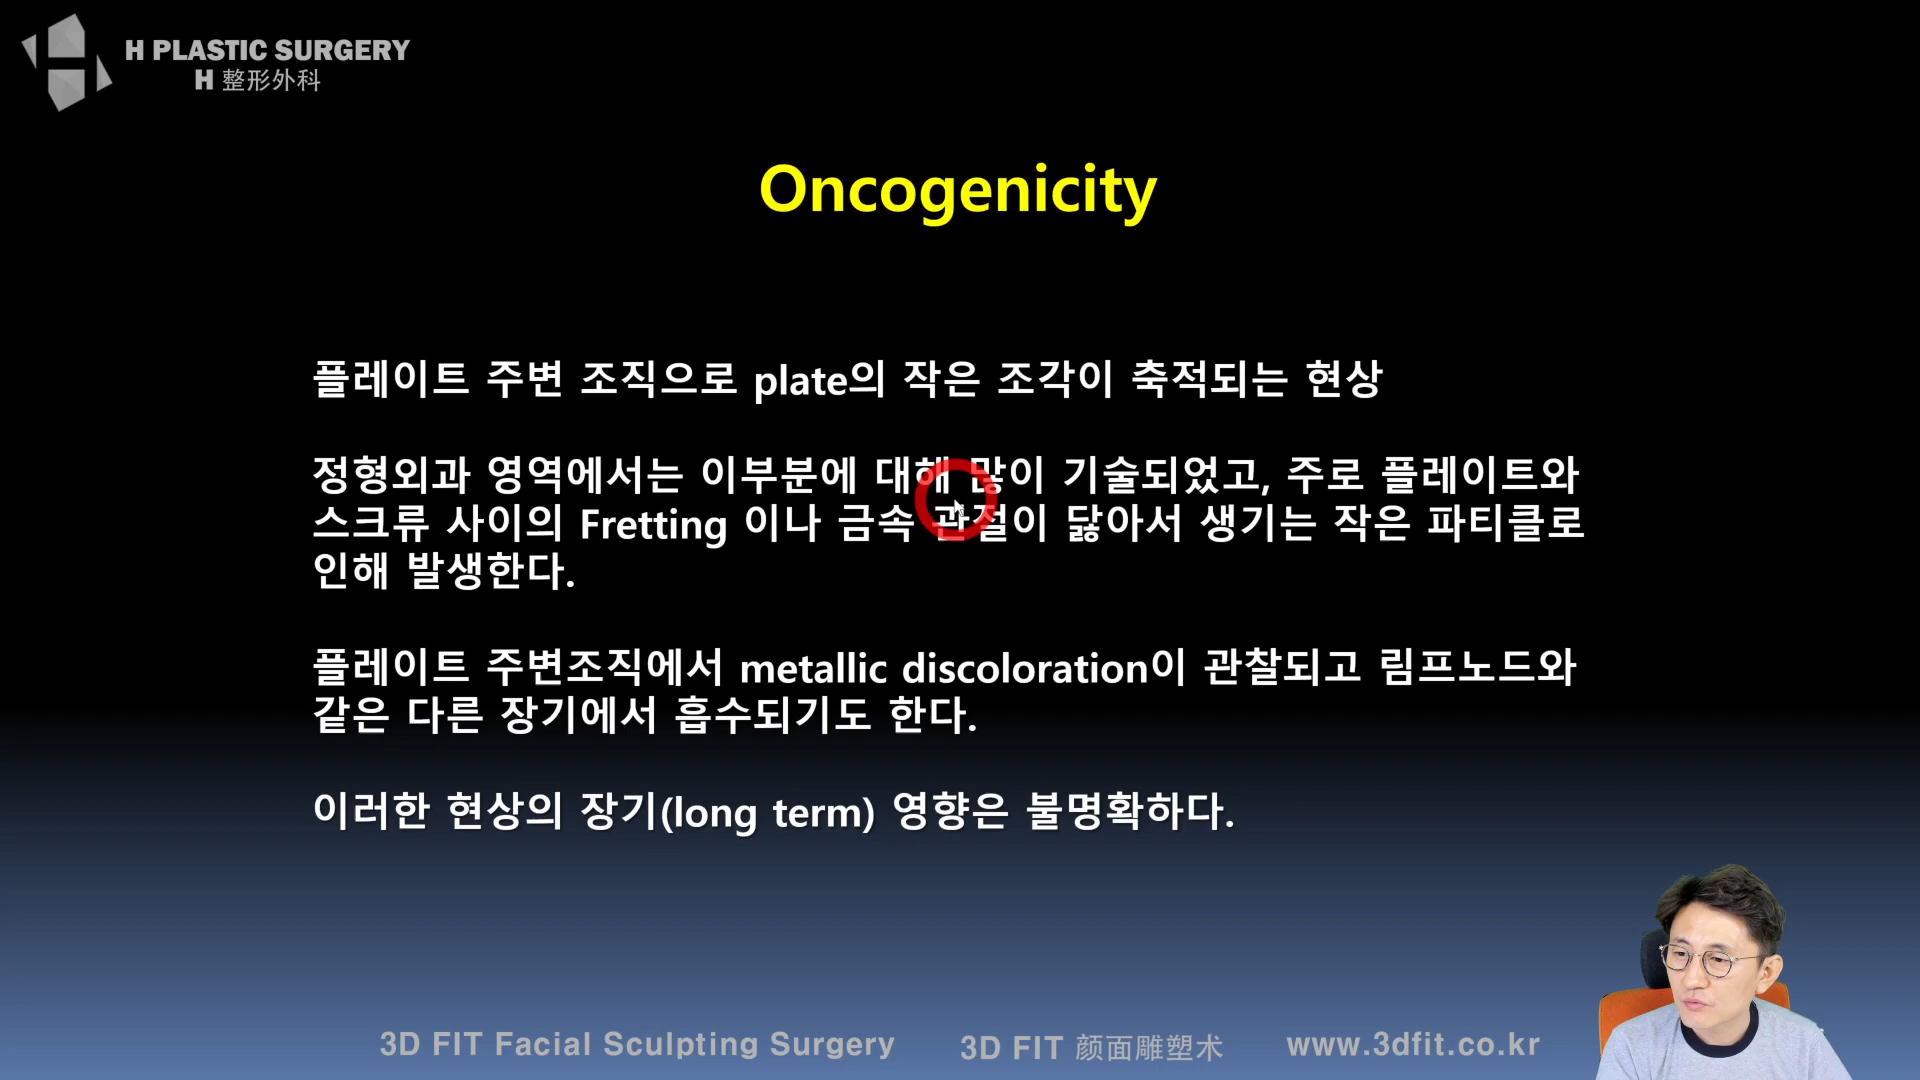 H PLASTIC SURGERY
H 整形外科
Oncogenicity
플레이트 주변 조직으로 plate의 작은 조각이 축적되는 현상
정형외과 영역에서는 이부분에 대해 많이 기술되었고, 주로 플레이트와
스크류 사이의 Fretting 이나 금속 관절이 닳아서 생기는 작은 파티클로
인해 발생한다.
플레이트 주변조직에서 metallic discoloration이 관찰되고 림프노드와
같은 다른 장기에서 흡수되기도 한다.
이러한 현상의 장기(long term) 영향은 불명확하다.
3D FIT Facial Sculpting Surgery 3D FIT 颜面雕塑术 www.3dfit.co.kr